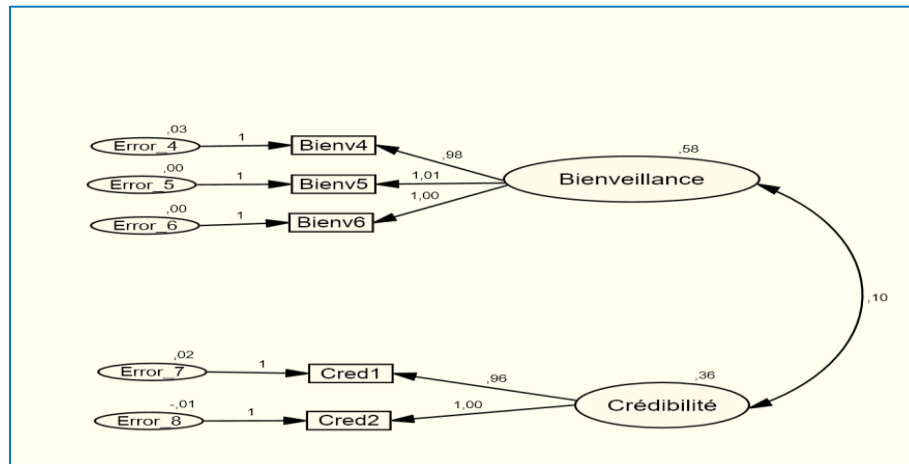 ,03
Error_4
1
Bienv4
,98
,58
,00
Error_5
1
Bienv5
1,01
Bienveillance
,00
Error_6
1
Bienv6
1,00
,10
,02
Error_7
1
Cred1
,96
,36
-,01
Error_8
1
Cred2
1,00
Crédibilité